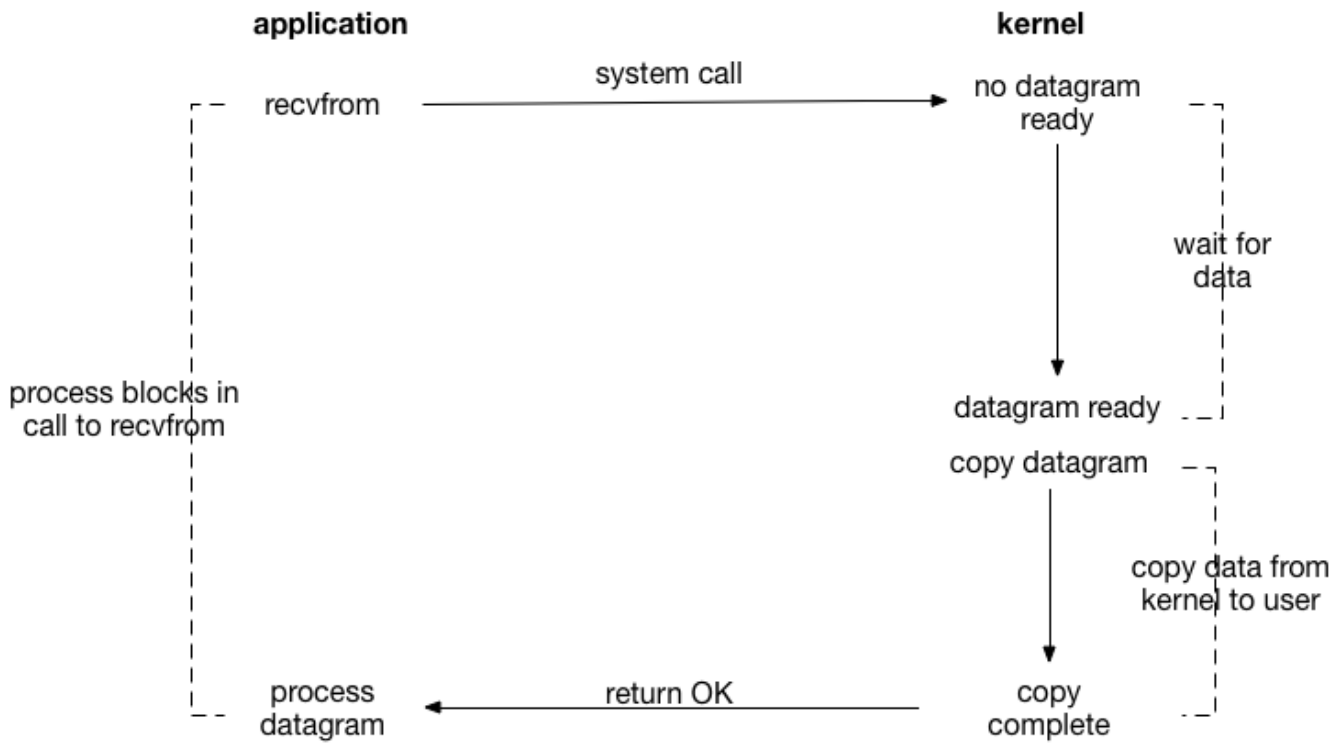 application
kernel
system call
recvfrom
no datagram
ready
wait for
data
process blocks in
call to recvfrom
datagram ready
copy datagram
copy data from
kernel to user
process
datagram
return OK
copy
complete